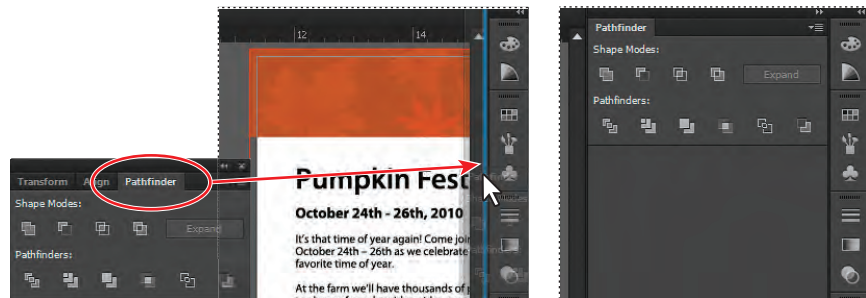 Transform Align Pathfinder
Shape Modes:
Expand
Pathfinders:
12 14
Pumpkin Fest
October 24th - 26th, 2010
It's that time of year again! Come join
October 24th – 26th as we celebrate
favorite time of year.
At the farm we'll have thousands of
Pathfinder
Shape Modes:
Expand
Pathfinders: